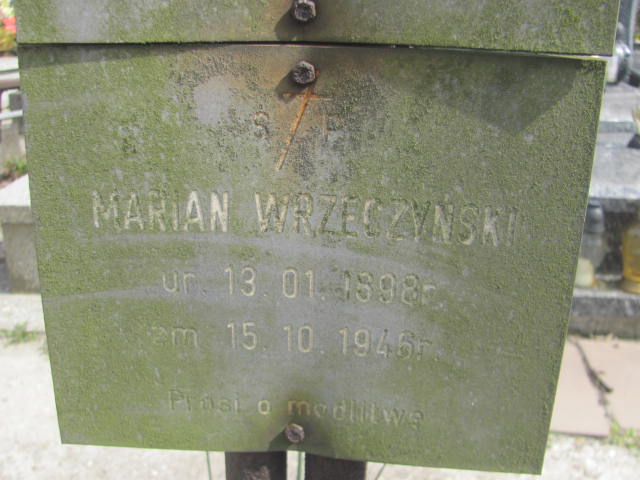 Ś P
MARIAN WRZECZYŃSKI
ur. 13.01.1898r.
zm 15.10.1946r.
Prosi o modlitwę